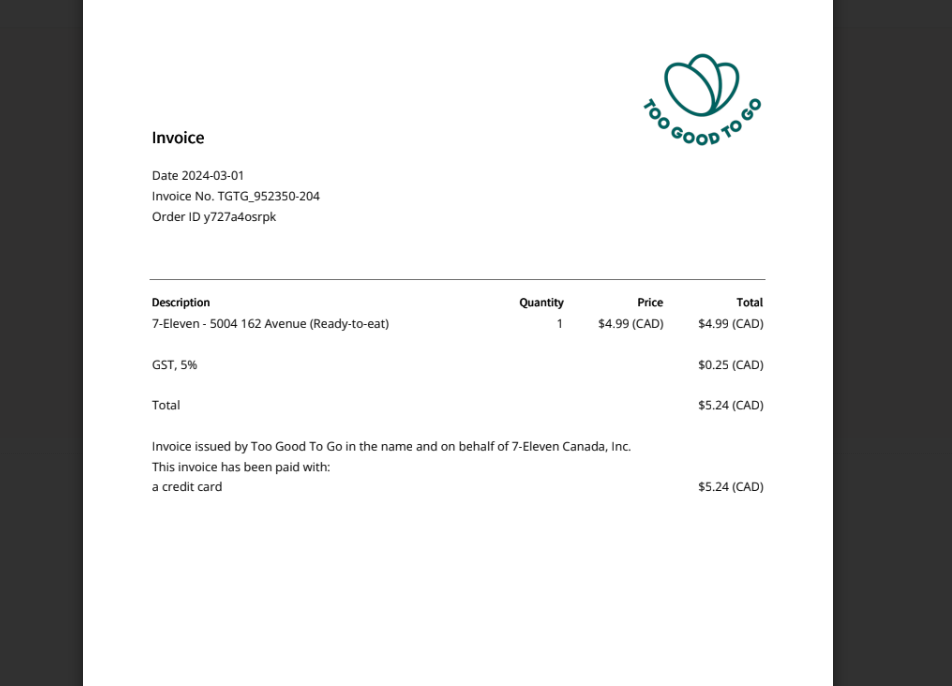 TOO GOOD TO GO
Invoice
Date 2024-03-01
Invoice No. TGTG_952350-204
Order ID y727a4osrpk
Description Quantity Price Total
7-Eleven - 5004 162 Avenue (Ready-to-eat) 1 $4.99 (CAD) $4.99 (CAD)
GST, 5% $0.25 (CAD)
Total $5.24 (CAD)
Invoice issued by Too Good To Go in the name and on behalf of 7-Eleven Canada, Inc.
This invoice has been paid with:
a credit card $5.24 (CAD)